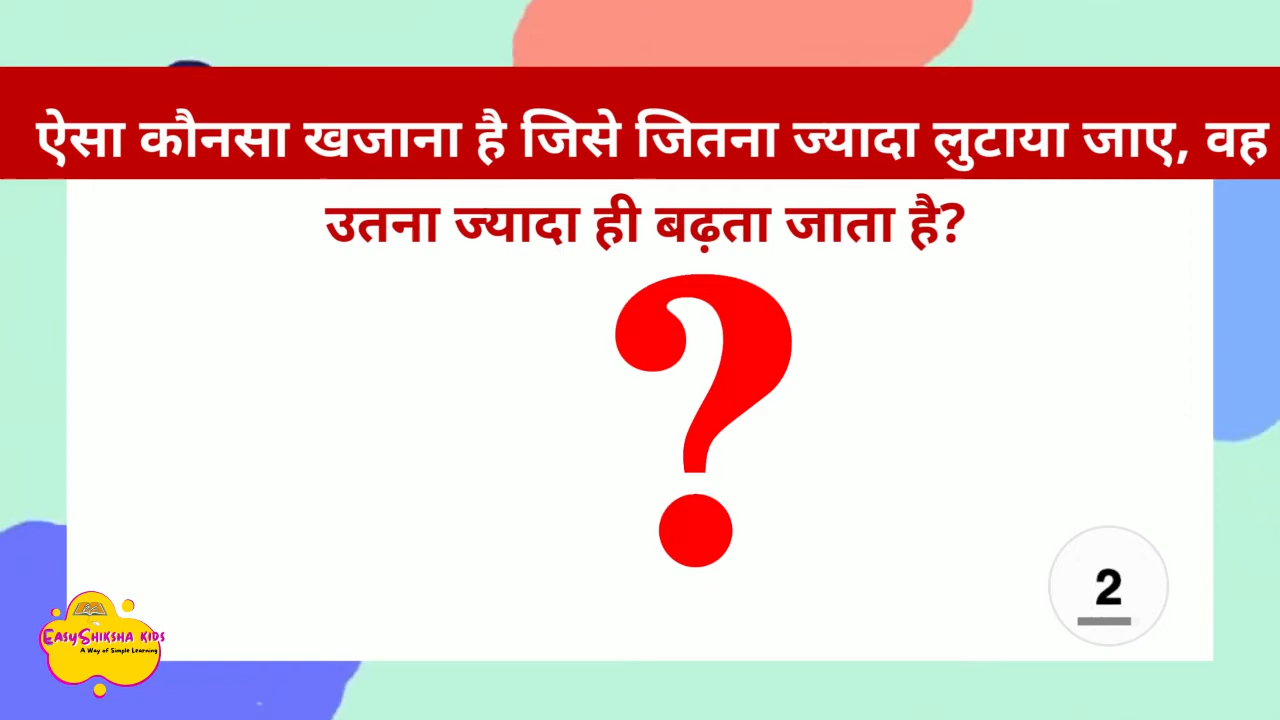 ऐसा कौनसा खजाना है जिसे जितना ज्यादा लुटाया जाए, वह
उतना ज्यादा ही बढ़ता जाता है?
?
2
EASYSHIKSHA KIDS
A Way of Simple Learning